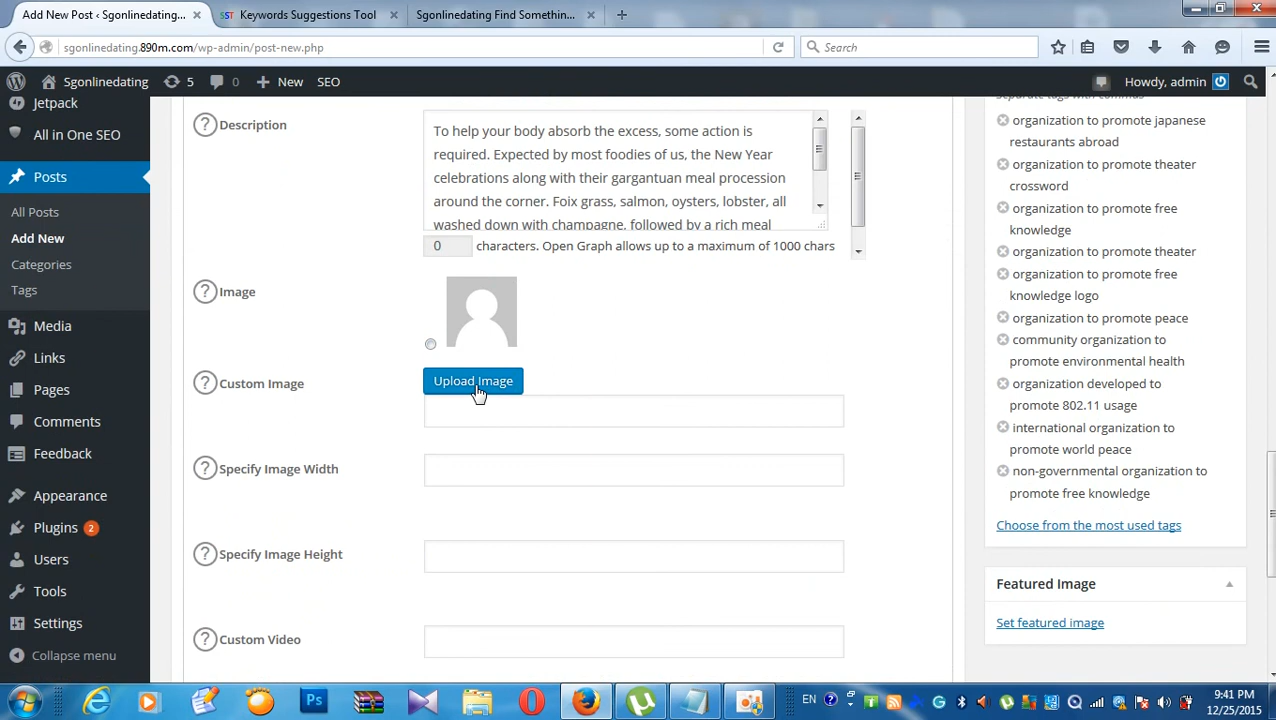 Add New Post ‹ Sgonlinedating...
Keywords Suggestions Tool
Sgonlinedating Find Somethin...
sgonlinedating.890m.com/wp-admin/post-new.php
Search
Sgonlinedating
5
0
New
SEO
Howdy, admin
Jetpack
All in One SEO
Posts
All Posts
Add New
Categories
Tags
Media
Links
Pages
Comments
Feedback
Appearance
Plugins 2
Users
Tools
Settings
Collapse menu
Description
To help your body absorb the excess, some action is
required. Expected by most foodies of us, the New Year
celebrations along with their gargantuan meal procession
around the corner. Foix grass, salmon, oysters, lobster, all
washed down with champagne, followed by a rich meal
0 characters. Open Graph allows up to a maximum of 1000 chars
Image
Custom Image
Upload Image
Specify Image Width
Specify Image Height
Custom Video
Separate tags with commas
organization to promote japanese
restaurants abroad
organization to promote theater
crossword
organization to promote free
knowledge
organization to promote theater
organization to promote free
knowledge logo
organization to promote peace
community organization to
promote environmental health
organization developed to
promote 802.11 usage
international organization to
promote world peace
non-governmental organization to
promote free knowledge
Choose from the most used tags
Featured Image
Set featured image
EN
9:41 PM
12/25/2015